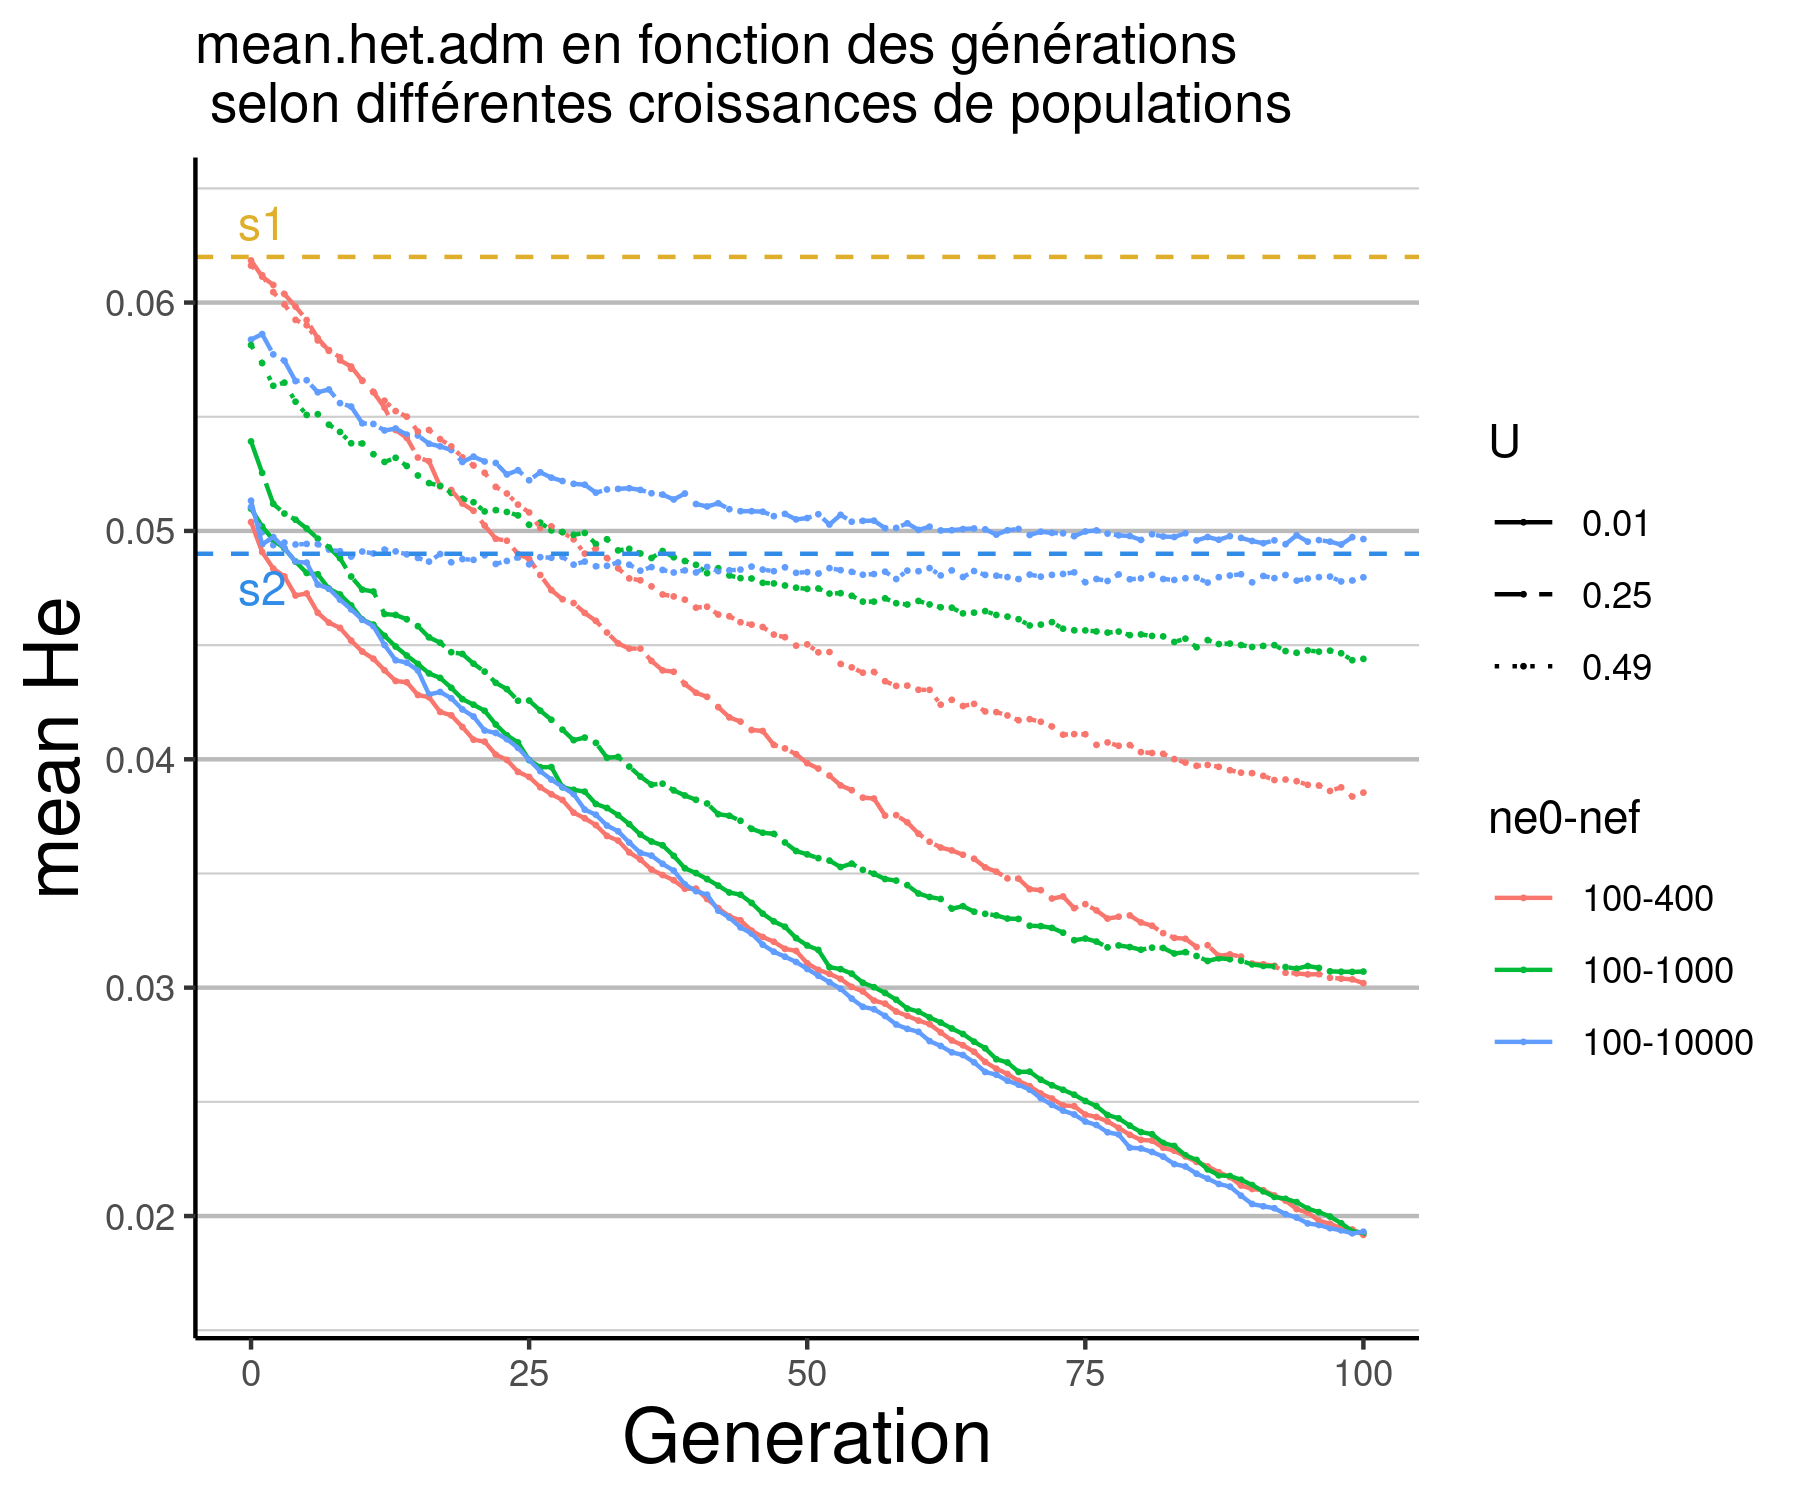 mean.het.adm en fonction des générations
selon différentes croissances de populations
mean He
0.06
0.05
0.04
0.03
0.02
s1
s2
0
25
50
75
100
Generation
U
0.01
0.25
0.49
ne0-nef
100-400
100-1000
100-10000